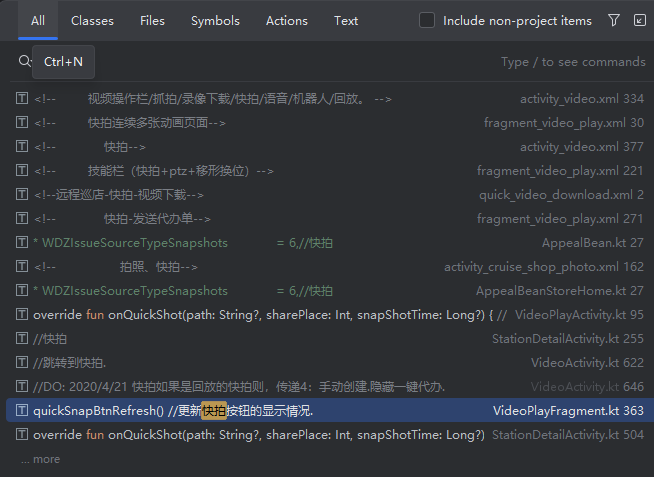 All Classes Files Symbols Actions Text Include non-project items
Ctrl+N Type / to see commands
<!-- 视频操作栏/抓拍/录像下载/快拍/语音/机器人/回放。 --> activity_video.xml 334
<!-- 快拍连续多张动画页面--> fragment_video_play.xml 30
<!-- 快拍--> activity_video.xml 377
<!-- 技能栏（快拍+ptz+移形换位）--> fragment_video_play.xml 221
<!--远程巡店-快拍-视频下载--> quick_video_download.xml 2
<!-- 快拍-发送代办单--> fragment_video_play.xml 271
* WDZIssueSourceTypeSnapshots = 6,//快拍 AppealBean.kt 27
<!-- 拍照、快拍--> activity_cruise_shop_photo.xml 162
* WDZIssueSourceTypeSnapshots = 6,//快拍 AppealBeanStoreHome.kt 27
override fun onQuickShot(path: String?, sharePlace: Int, snapShotTime: Long?) { // VideoPlayActivity.kt 95
//快拍 StationDetailActivity.kt 255
//跳转到快拍. VideoActivity.kt 622
//DO: 2020/4/21 快拍如果是回放的快拍则，传递4：手动创建.隐藏一键代办. VideoActivity.kt 646
quickSnapBtnRefresh() //更新快拍按钮的显示情况. VideoPlayFragment.kt 363
override fun onQuickShot(path: String?, sharePlace: Int, snapShotTime: Long?) StationDetailActivity.kt 504
... more